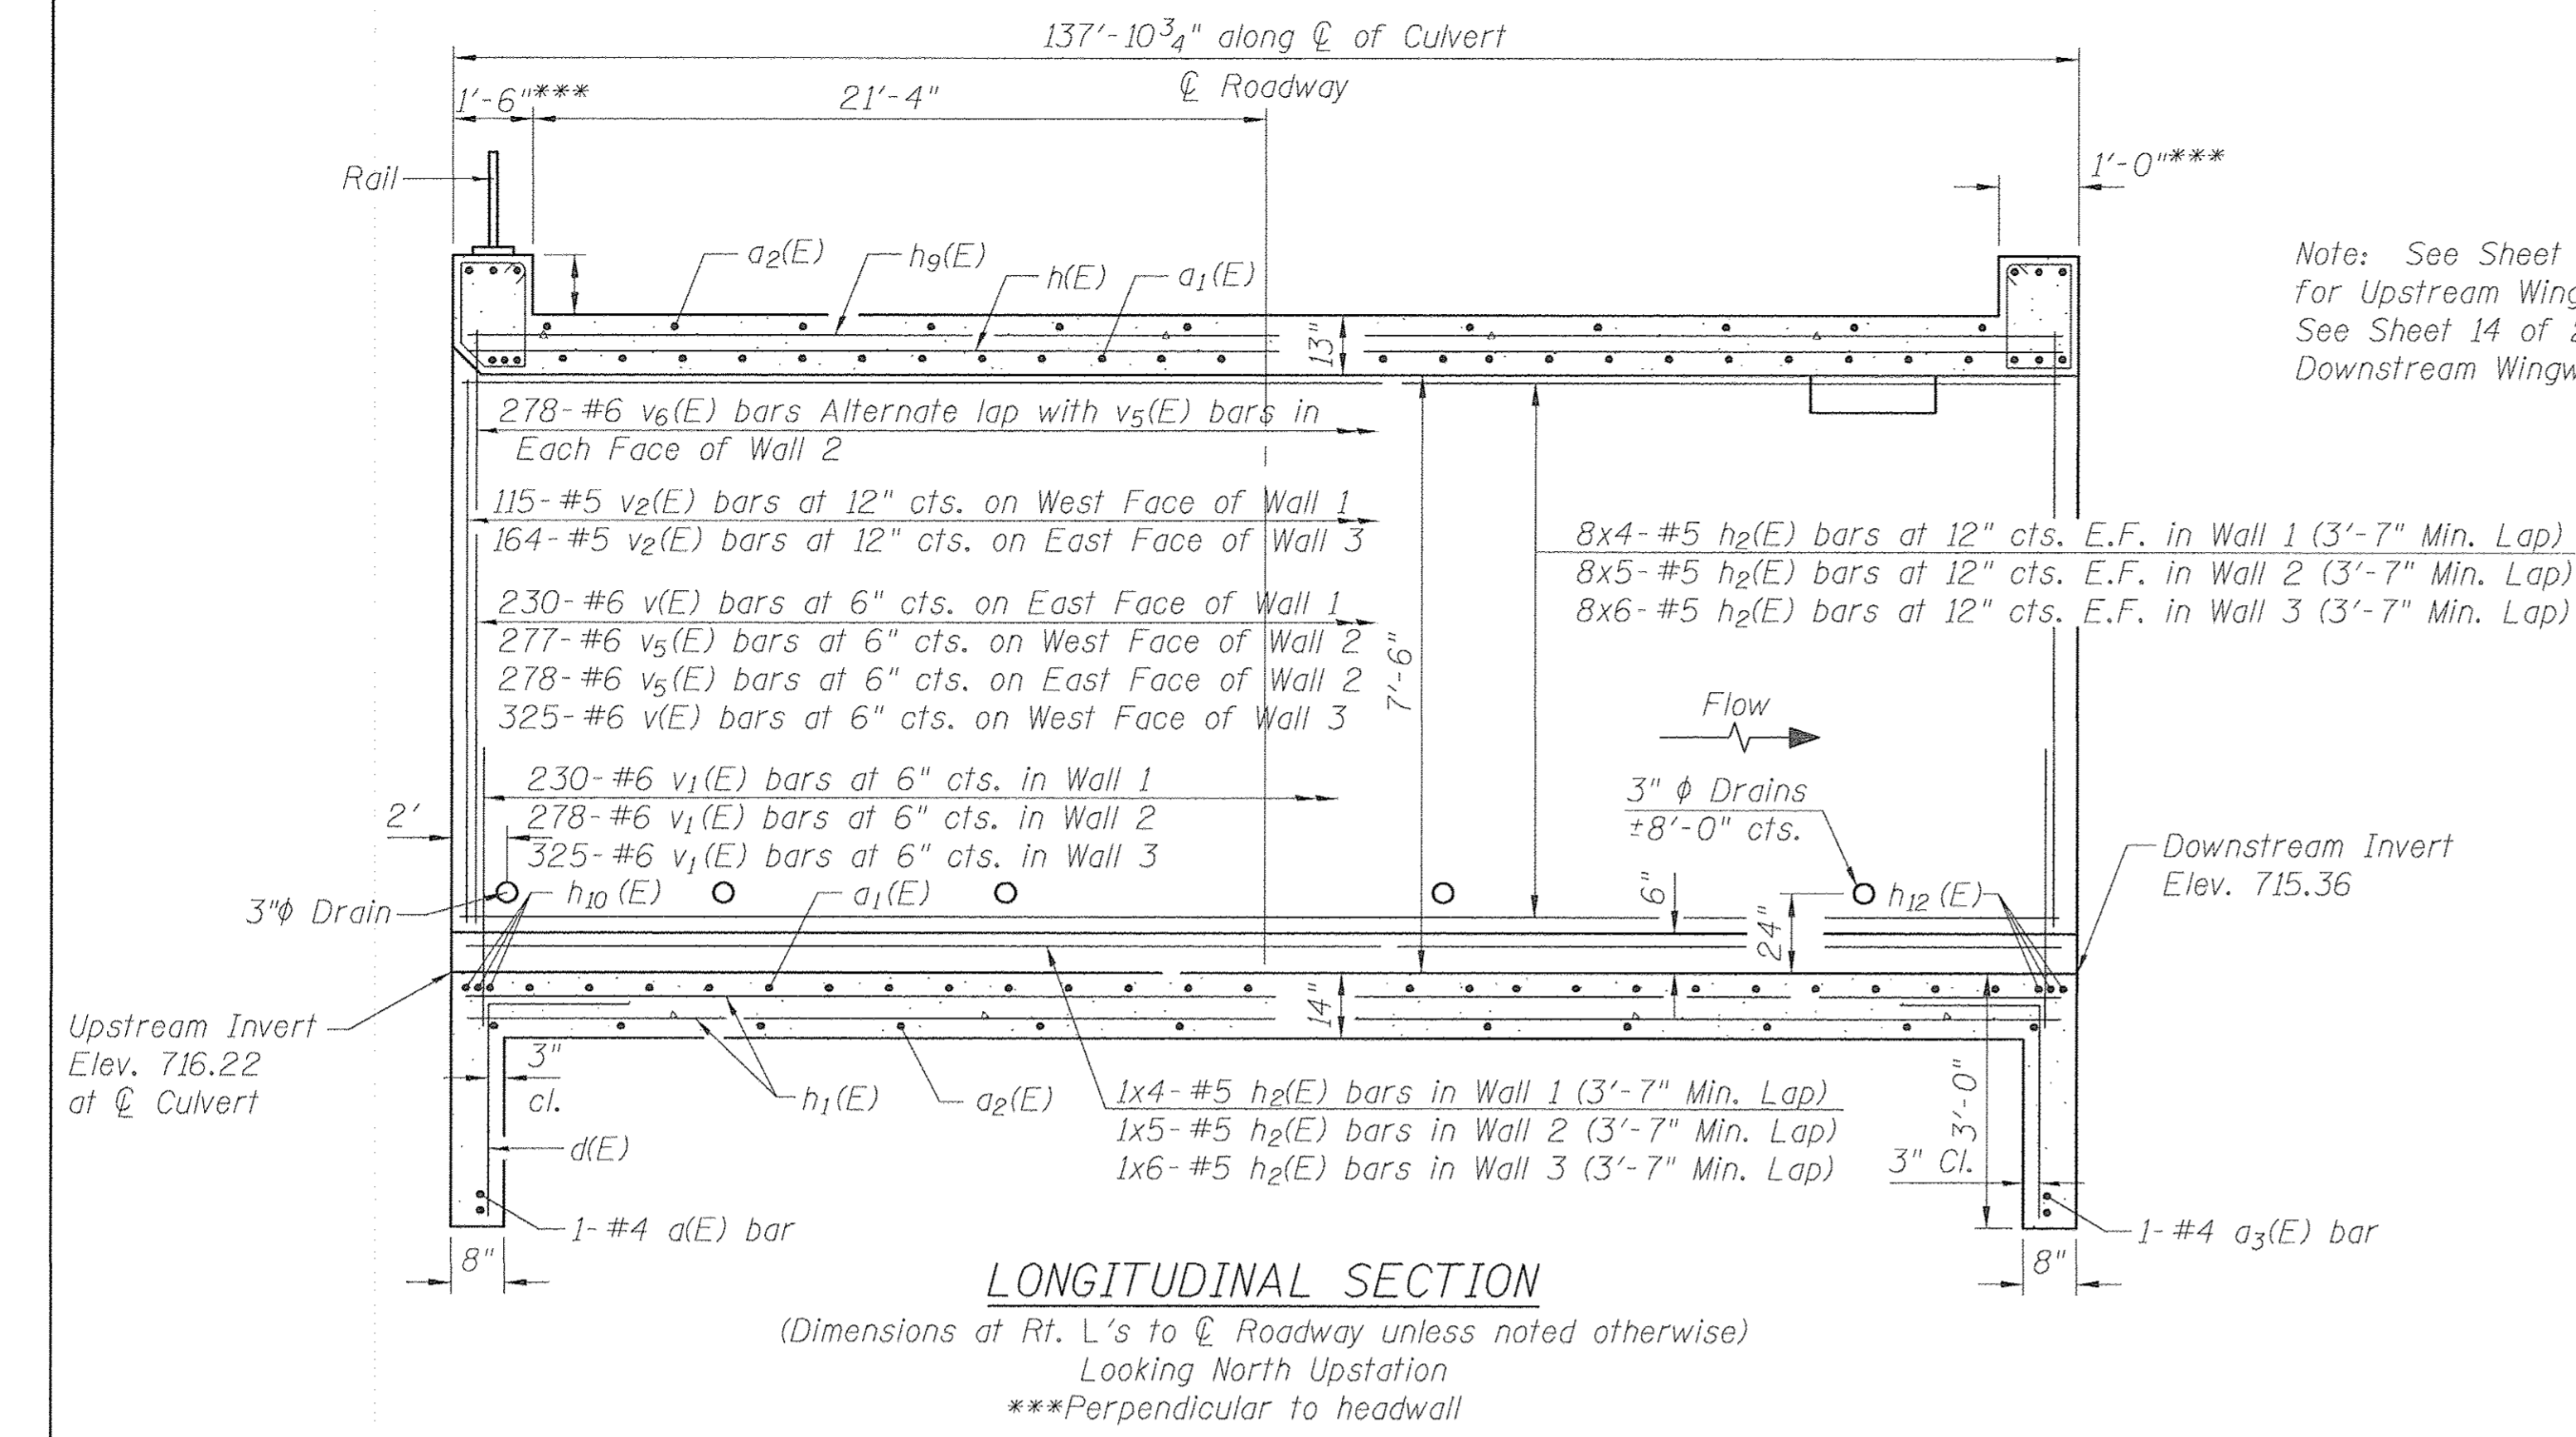 137'-10 3/4" along ℄ of Culvert
℄ Roadway
1'-6"***
21'-4"
1'-0"***
Rail
a2(E)
h9(E)
h(E)
a1(E)
Note: See Sheet
for Upstream
See Sheet 14 of
Downstream
13"
278-#6 v6(E) bars Alternate lap with v5(E) bars in
Each Face of Wall 2
115-#5 v2(E) bars at 12" cts. on West Face of Wall 1
164-#5 v2(E) bars at 12" cts. on East Face of Wall 3
8x4-#5 h2(E) bars at 12" cts. E.F. in Wall 1 (3'-7" Min. Lap)
8x5-#5 h2(E) bars at 12" cts. E.F. in Wall 2 (3'-7" Min. Lap)
8x6-#5 h2(E) bars at 12" cts. E.F. in Wall 3 (3'-7" Min. Lap)
230-#6 v(E) bars at 6" cts. on East Face of Wall 1
277-#6 v5(E) bars at 6" cts. on West Face of Wall 2
278-#6 v5(E) bars at 6" cts. on East Face of Wall 2
325-#6 v(E) bars at 6" cts. on West Face of Wall 3
7'-6"
Flow
230-#6 v1(E) bars at 6" cts. in Wall 1
278-#6 v1(E) bars at 6" cts. in Wall 2
325-#6 v1(E) bars at 6" cts. in Wall 3
2'
3" ϕ Drains
±8'-0" cts.
Downstream Invert
Elev. 715.36
3"ϕ Drain
h10(E)
a1(E)
6"
24"
h12(E)
Upstream Invert
Elev. 716.22
at ℄ Culvert
14"
3"
cl.
h1(E)
a2(E)
1x4-#5 h2(E) bars in Wall 1 (3'-7" Min. Lap)
1x5-#5 h2(E) bars in Wall 2 (3'-7" Min. Lap)
1x6-#5 h2(E) bars in Wall 3 (3'-7" Min. Lap)
3'-0"
3" Cl.
d(E)
1-#4 a(E) bar
1-#4 a3(E) bar
8"
8"
LONGITUDINAL SECTION
(Dimensions at Rt. L's to ℄ Roadway unless noted otherwise)
Looking North Upstation
***Perpendicular to headwall